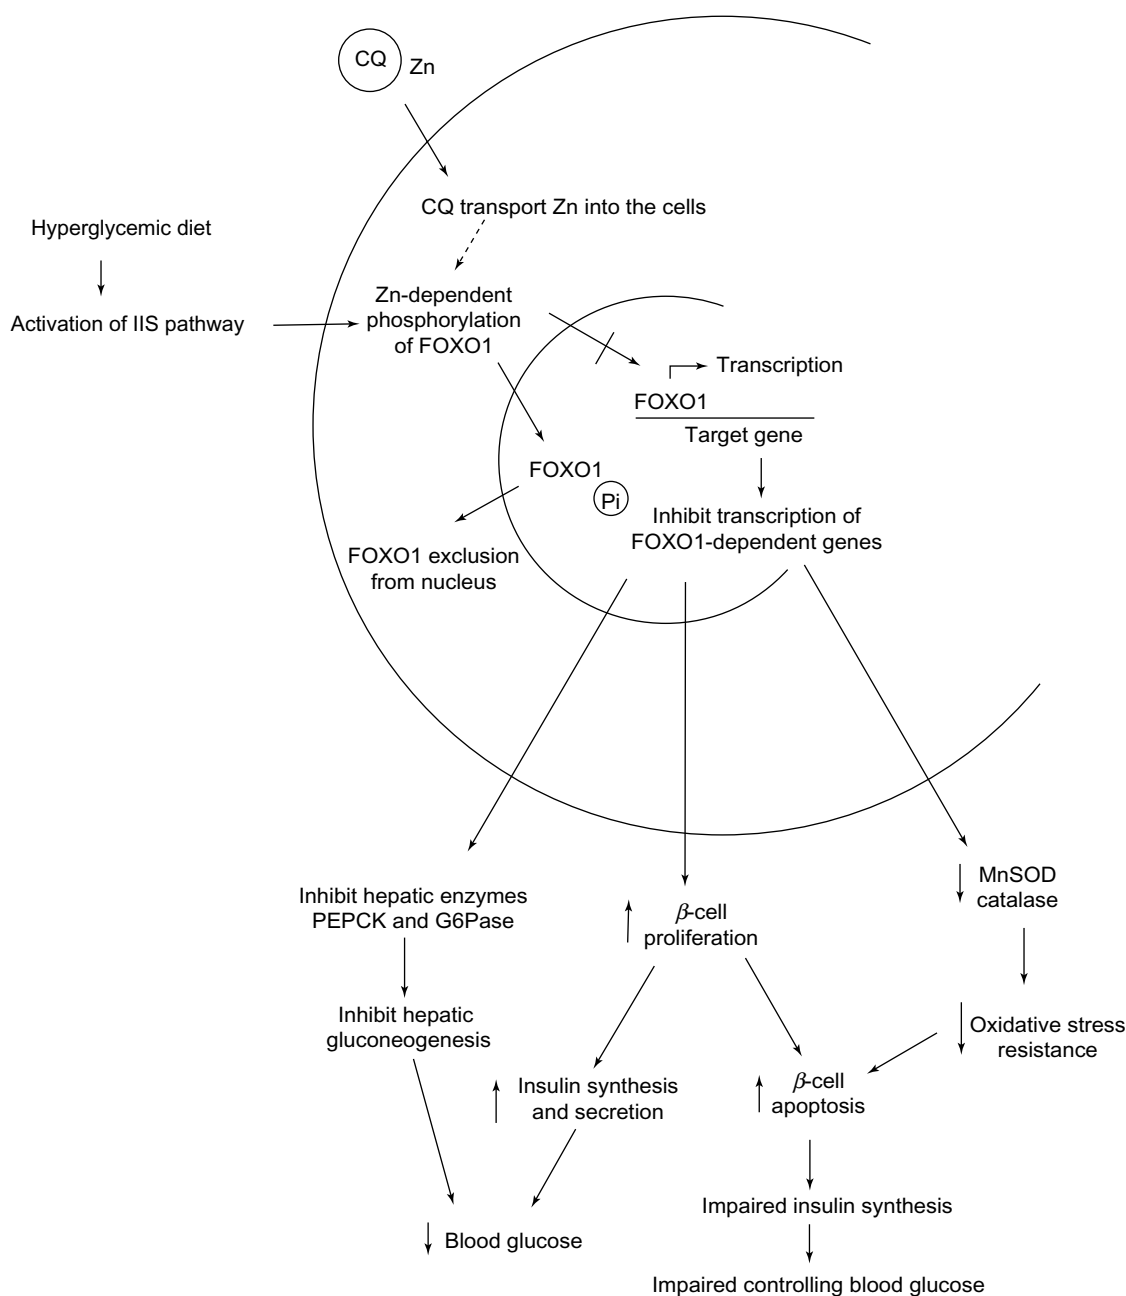 CQ
Zn
CQ transport Zn into the cells
Hyperglycemic diet
Activation of IIS pathway
Zn-dependent
phosphorylation
of FOXO1
Transcription
FOXO1
Target gene
FOXO1
Pi
Inhibit transcription of
FOXO1-dependent genes
FOXO1 exclusion
from nucleus
Inhibit hepatic enzymes
PEPCK and G6Pase
β-cell
proliferation
MnSOD
catalase
Inhibit hepatic
gluconeogenesis
Oxidative stress
resistance
Insulin synthesis
and secretion
β-cell
apoptosis
Impaired insulin synthesis
Blood glucose
Impaired controlling blood glucose